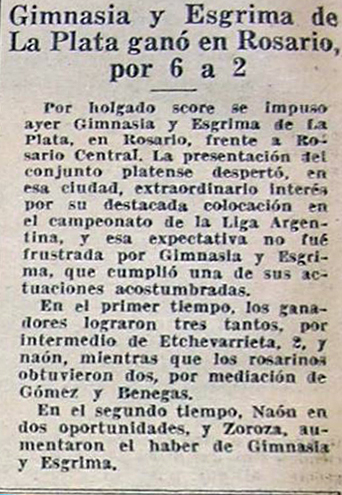 Gimnasia y Esgrima de
La Plata ganó en Rosario,
por 6 a 2
Por holgado score se impuso
ayer Gimnasia y Esgrima de La
Plata, en Rosario, frente a Ro-
sario Central. La presentación del
conjunto platense despertó, en
esa ciudad, extraordinario interés
por su destacada colocación en
el campeonato de la Liga Argen-
tina, y esa expectativa no fué
frustrada por Gimnasia y Esgri-
ma, que cumplió una de sus ac-
tuaciones acostumbradas.
En el primer tiempo, los gana-
dores lograron tres tantos, por
intermedio de Etchevarrieta, 2, y
naón, mientras que los rosarinos
obtuvieron dos, por mediación de
Gómez y Benegas.
En el segundo tiempo, Naón en
dos oportunidades, y Zoroza, au-
mentaron el haber de Gimnasia
y Esgrima.